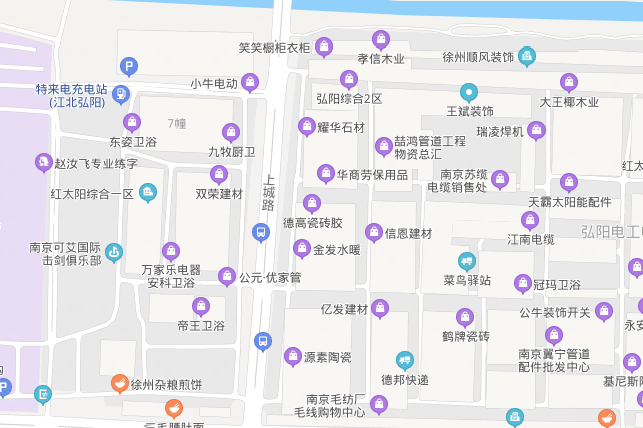 笑笑橱柜衣柜
孝信木业
徐州顺风装饰
P
特来电充电站
(江北弘阳)
小牛电动
弘阳综合2区
王斌装饰
大王椰木业
7幢
东姿卫浴
九牧橱卫
耀华石材
喆鸿管道工程
物资总汇
瑞凌焊机
赵汝飞专业练字
红太阳综合一区
双荣建材
上城路
华商劳保用品
南京苏缆
电缆销售处
天霸太阳能配件
德高瓷砖胶
信恩建材
江南电缆
弘阳电工
南京可艾国际
击剑俱乐部
金发水暖
万家乐电器
安科卫浴
公元·优家管
菜鸟驿站
冠玛卫浴
帝王卫浴
亿发建材
鹤牌瓷砖
公牛装饰开关
源素陶瓷
德邦快递
南京翼宁管道
配件批发中心
P
徐州杂粮煎饼
南京毛纺厂
毛线购物中心